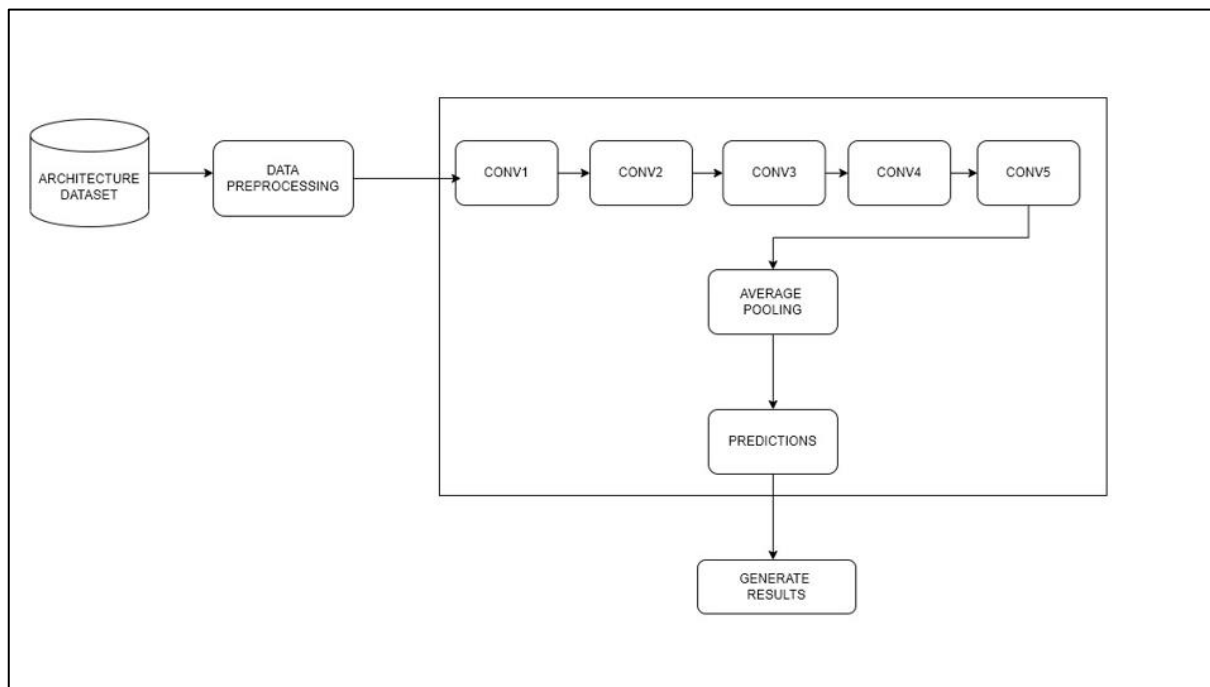 ARCHITECTURE
DATASET
DATA
PREPROCESSING
CONV1
CONV2
CONV3
CONV4
CONV5
AVERAGE
POOLING
PREDICTIONS
GENERATE
RESULTS